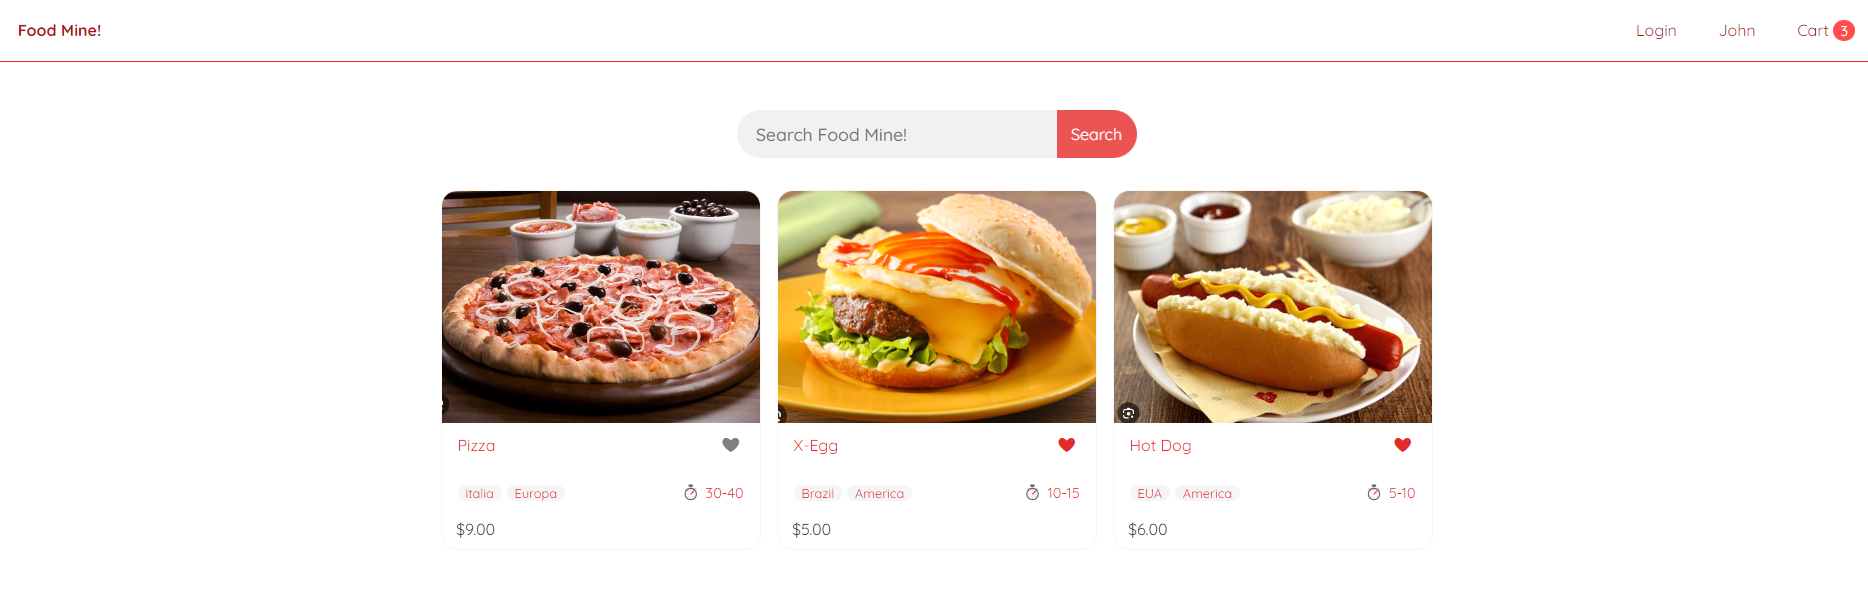 Food Mine!
Login John Cart 3
Search Food Mine! Search
Pizza
italia Europa 30-40
$9.00
X-Egg
Brazil America 10-15
$5.00
Hot Dog
EUA America 5-10
$6.00